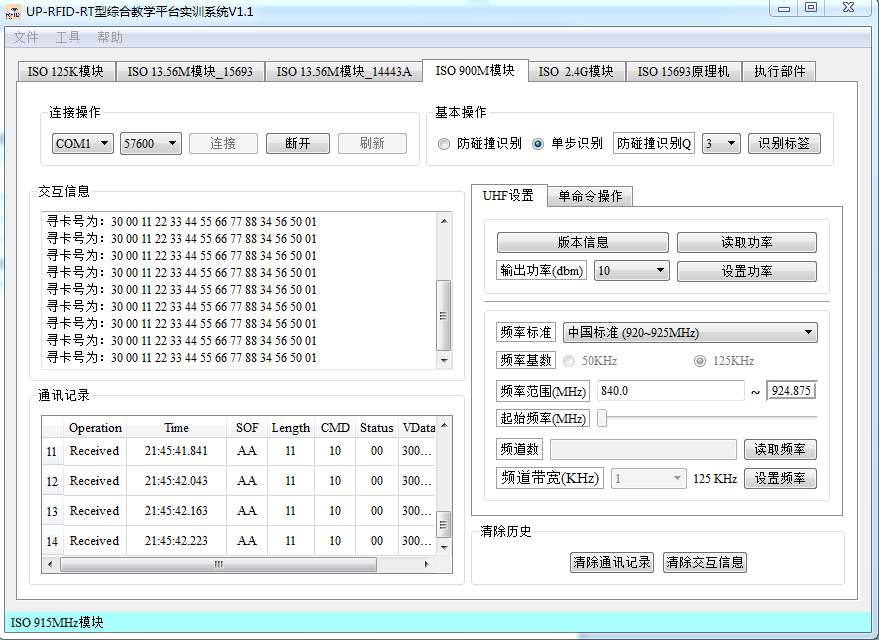 UP-RFID-RT型综合教学平台实训系统V1.1
文件 工具 帮助
ISO 125K模块 ISO 13.56M模块_15693 ISO 13.56M模块_14443A ISO 900M模块 ISO 2.4G模块 ISO 15693原理机 执行部件
连接操作
COM1 57600 连接 断开 刷新
基本操作
防碰撞识别 单步识别 防碰撞识别Q 3 识别标签
交互信息
寻卡号为：30 00 11 22 33 44 55 66 77 88 34 56 50 01
寻卡号为：30 00 11 22 33 44 55 66 77 88 34 56 50 01
寻卡号为：30 00 11 22 33 44 55 66 77 88 34 56 50 01
寻卡号为：30 00 11 22 33 44 55 66 77 88 34 56 50 01
寻卡号为：30 00 11 22 33 44 55 66 77 88 34 56 50 01
寻卡号为：30 00 11 22 33 44 55 66 77 88 34 56 50 01
寻卡号为：30 00 11 22 33 44 55 66 77 88 34 56 50 01
寻卡号为：30 00 11 22 33 44 55 66 77 88 34 56 50 01
寻卡号为：30 00 11 22 33 44 55 66 77 88 34 56 50 01
通讯记录
Operation Time SOF Length CMD Status VData
11 Received 21:45:41.841 AA 11 10 00 300...
12 Received 21:45:42.043 AA 11 10 00 300...
13 Received 21:45:42.163 AA 11 10 00 300...
14 Received 21:45:42.223 AA 11 10 00 300...
UHF设置 单命令操作
版本信息 读取功率
输出功率(dbm) 10 设置功率
频率标准 中国标准 (920~925MHz)
频率基数 50KHz 125KHz
频率范围(MHz) 840.0 ~ 924.875
起始频率(MHz)
频道数 读取频率
频道带宽(KHz) 1 125 KHz 设置频率
清除历史
清除通讯记录 清除交互信息
ISO 915MHz模块